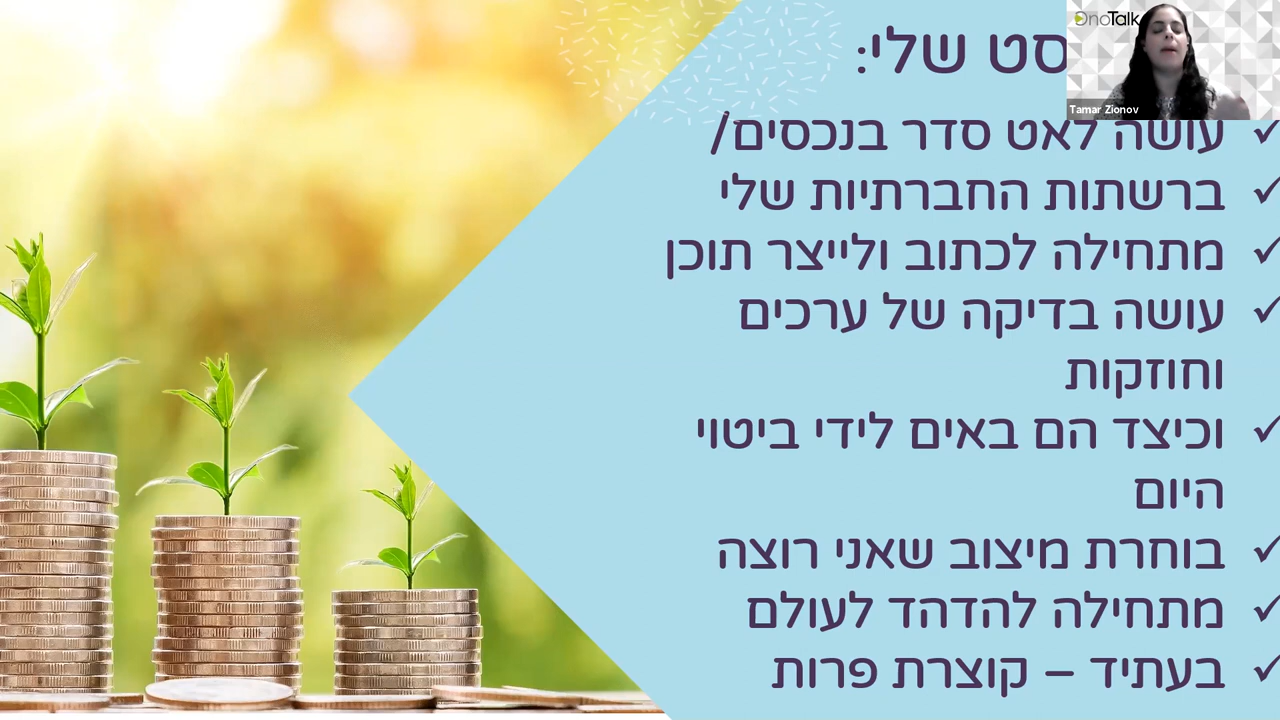 OnoTalk
Tamar Zionov
סט שלי:
עושה לאט סדר בנכסים/
ברשתות החברתיות שלי
מתחילה לכתוב ולייצר תוכן
עושה בדיקה של ערכים
וחוזקות
וכיצד הם באים לידי ביטוי
היום
בוחרת מיצוב שאני רוצה
מתחילה להדהד לעולם
בעתיד – קוצרת פרות